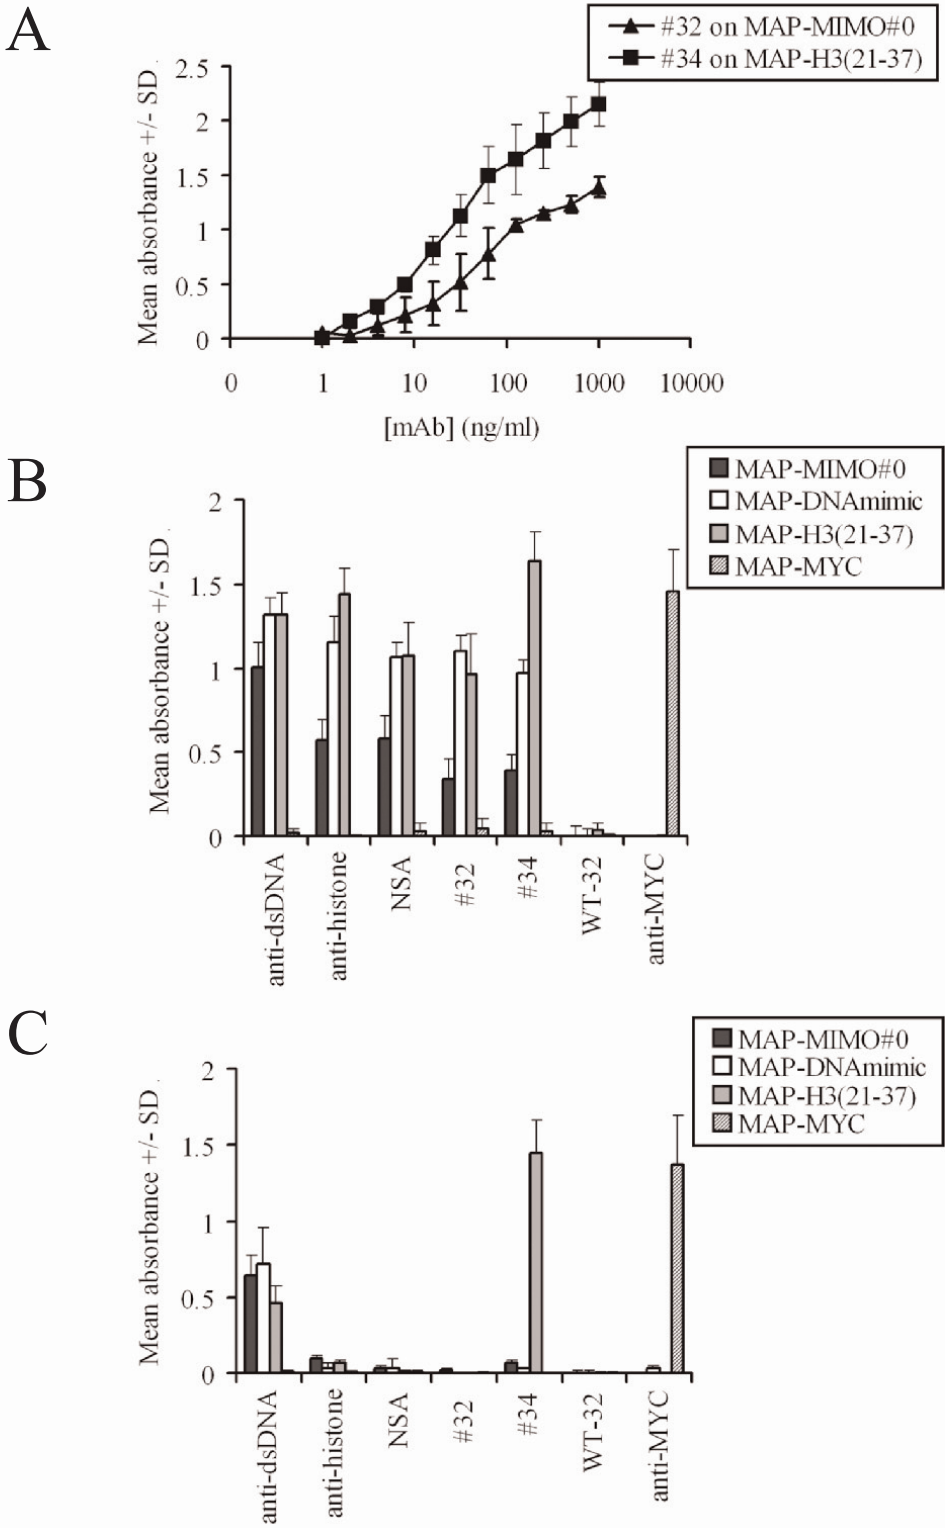 A
#32 on MAP-MIMO#0
#34 on MAP-H3(21-37)
Mean absorbance +/- SD.
2.5
2
1.5
1
0.5
0
0 1 10 100 1000 10000
[mAb] (ng/ml)
B
MAP-MIMO#0
MAP-DNAmimic
MAP-H3(21-37)
MAP-MYC
Mean absorbance +/- SD.
2
1.5
1
0.5
0
anti-dsDNA
anti-histone
NSA
#32
#34
WT-32
anti-MYC
C
MAP-MIMO#0
MAP-DNAmimic
MAP-H3(21-37)
MAP-MYC
Mean absorbance +/- SD.
2
1.5
1
0.5
0
anti-dsDNA
anti-histone
NSA
#32
#34
WT-32
anti-MYC